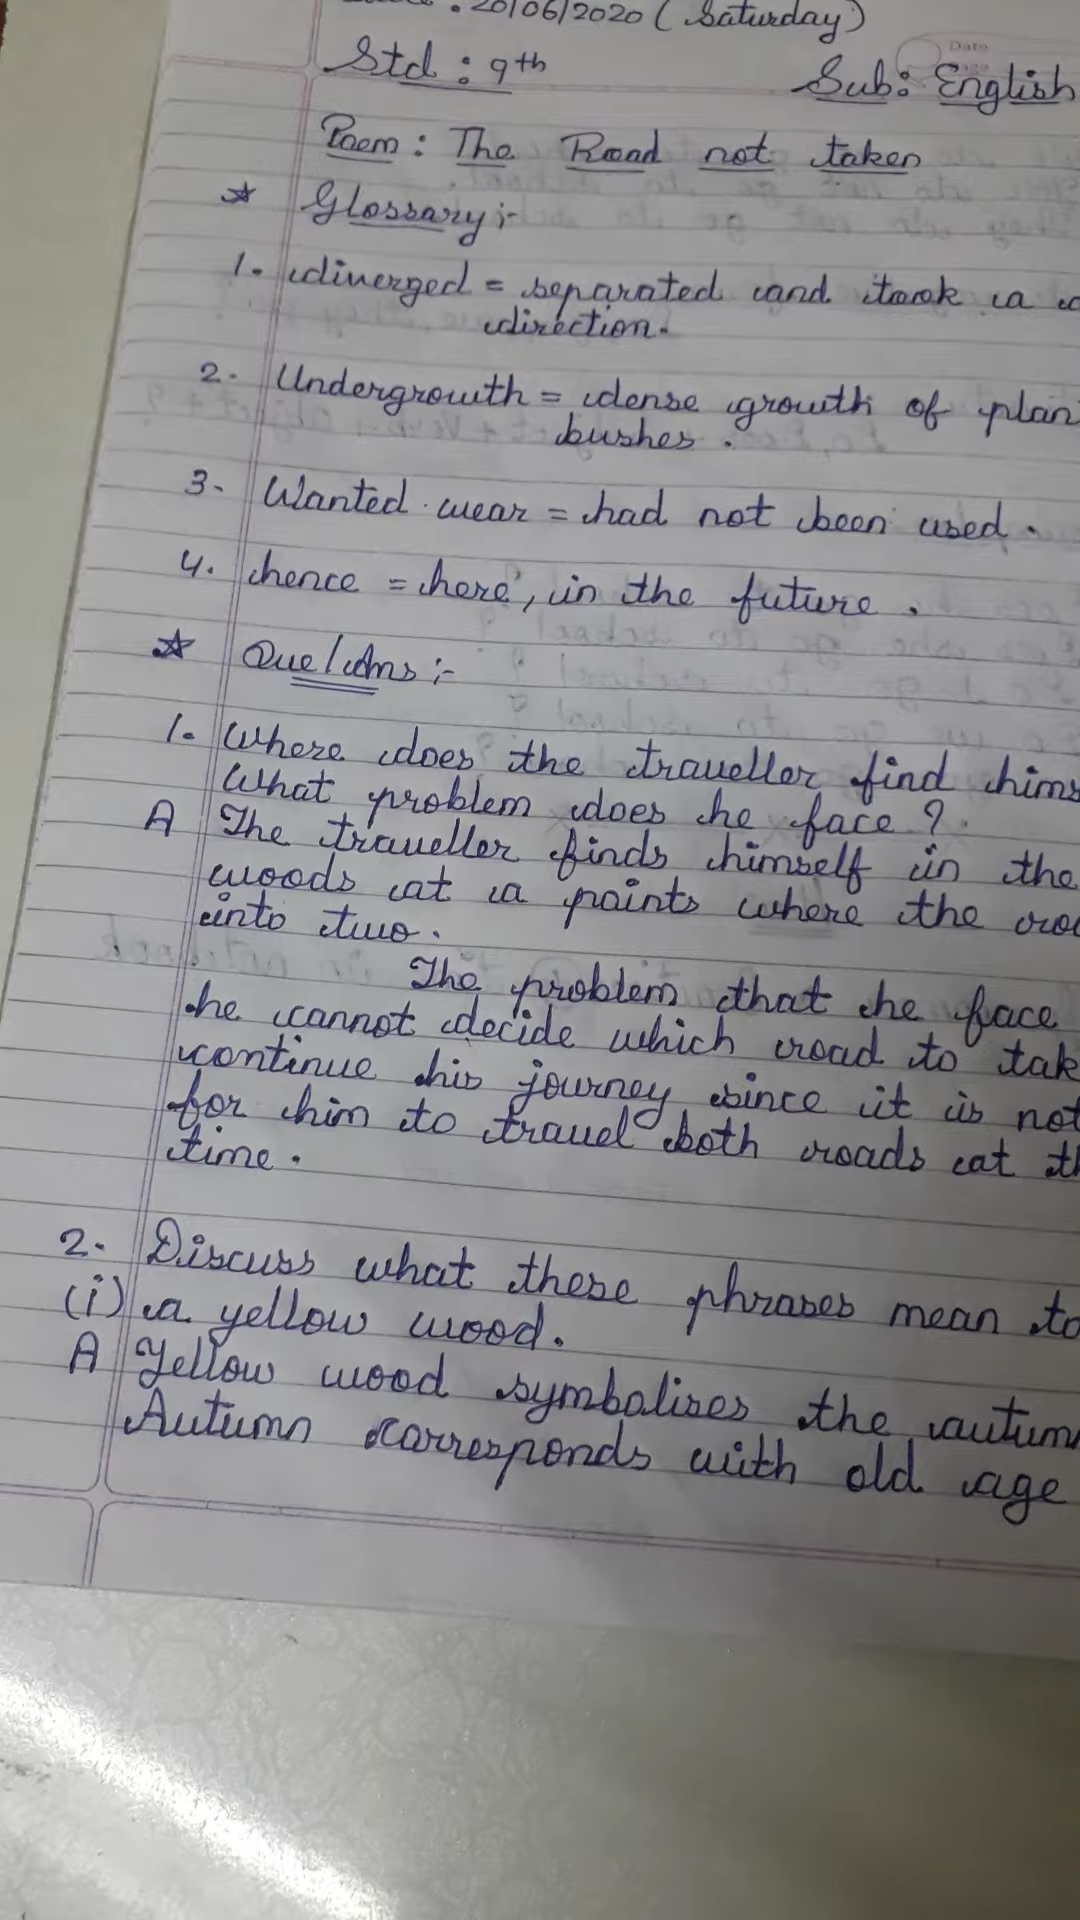 20/06/2020 (Saturday)
Std : 9th
Sub: English
Poem : The Road not taken
* Glossary :-
1. diverged = separated and took a
direction.
2. Undergrowth = dense growth of
bushes.
3. Wanted wear = had not been used.
4. hence = here, in the future.
* Que/Ans :-
1. Where does the traveller find
What problem does he face ?
A The traveller finds himself in the
woods at a points where the
into two.
The problem that he face
he cannot decide which road to
continue his journey since it is not
for him to travel both roads at
time.
2. Discuss what these phrases mean to
(i) a yellow wood.
A Yellow wood symbolises the
Autumn corresponds with old age